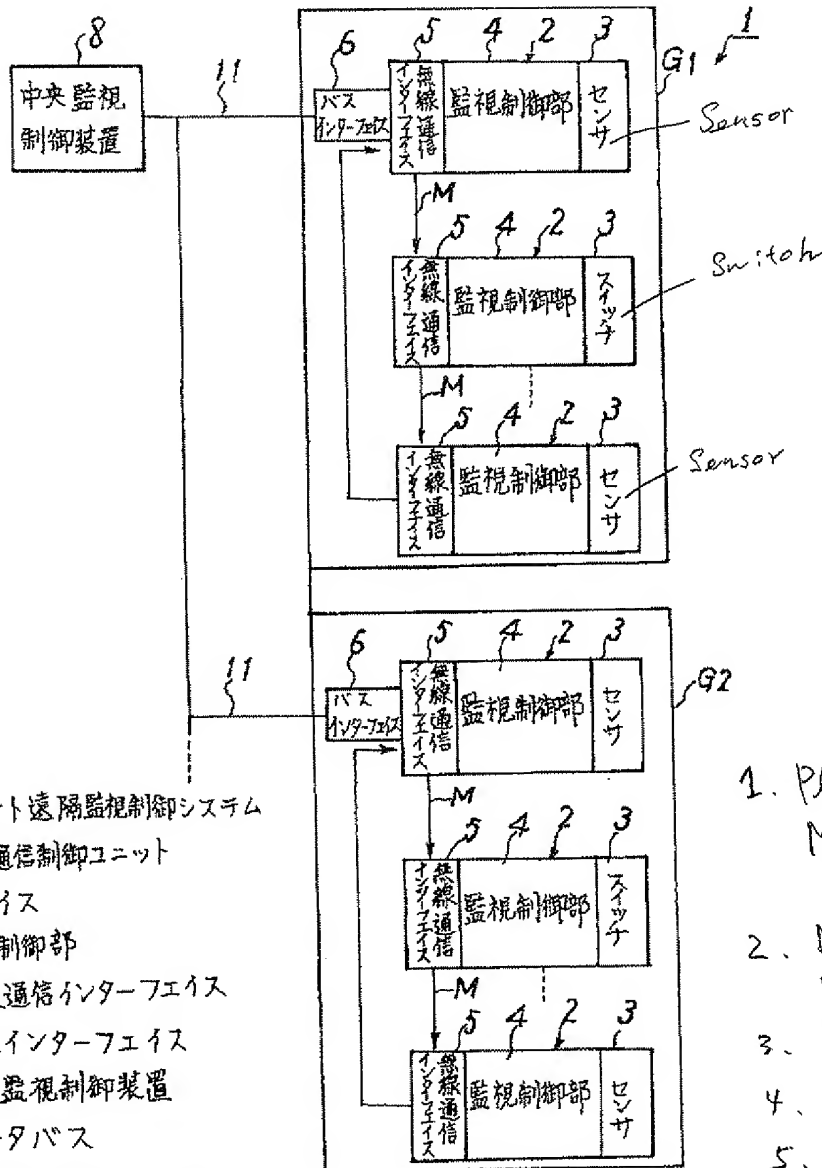 8
中央監視
制御装置
11
6
5
4
2
3
G1
1
バス
インターフェイス
無線通信
インターフェイス
監視制御部
センサ
Sensor
M
5
4
2
3
無線通信
インターフェイス
監視制御部
スイッチ
Switch
M
5
4
2
3
無線通信
インターフェイス
監視制御部
センサ
Sensor
11
6
5
4
2
3
G2
バス
インターフェイス
無線通信
インターフェイス
監視制御部
センサ
M
5
4
2
3
無線通信
インターフェイス
監視制御部
スイッチ
M
5
4
2
3
無線通信
インターフェイス
監視制御部
センサ
ト遠隔監視制御システム
通信制御ユニット
イス
制御部
通信インターフェイス
インターフェイス
監視制御装置
タバス
1.
2.
3.
4.
5.